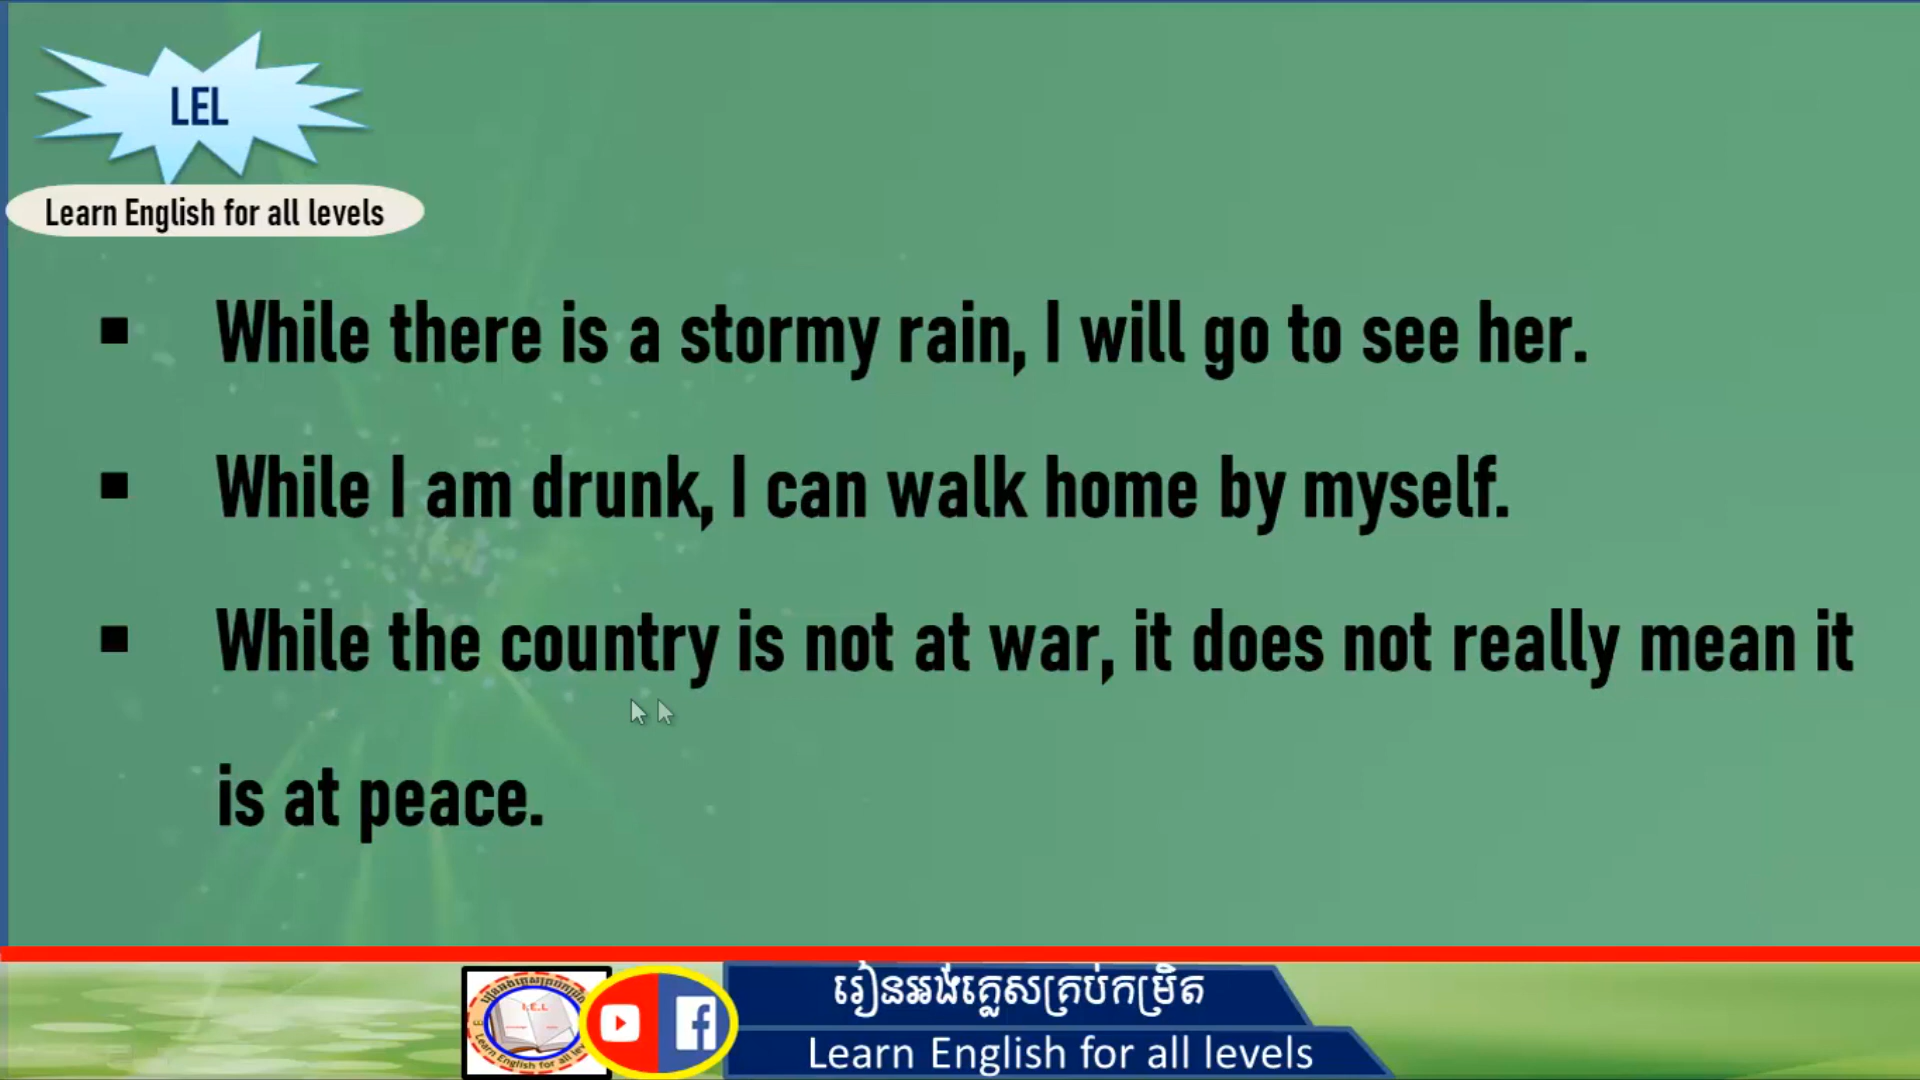 LEL
Learn English for all levels
▪ While there is a stormy rain, I will go to see her.
▪ While I am drunk, I can walk home by myself.
▪ While the country is not at war, it does not really mean it
is at peace.
រៀនអង់គ្លេសគ្រប់កម្រិត
Learn English for all levels